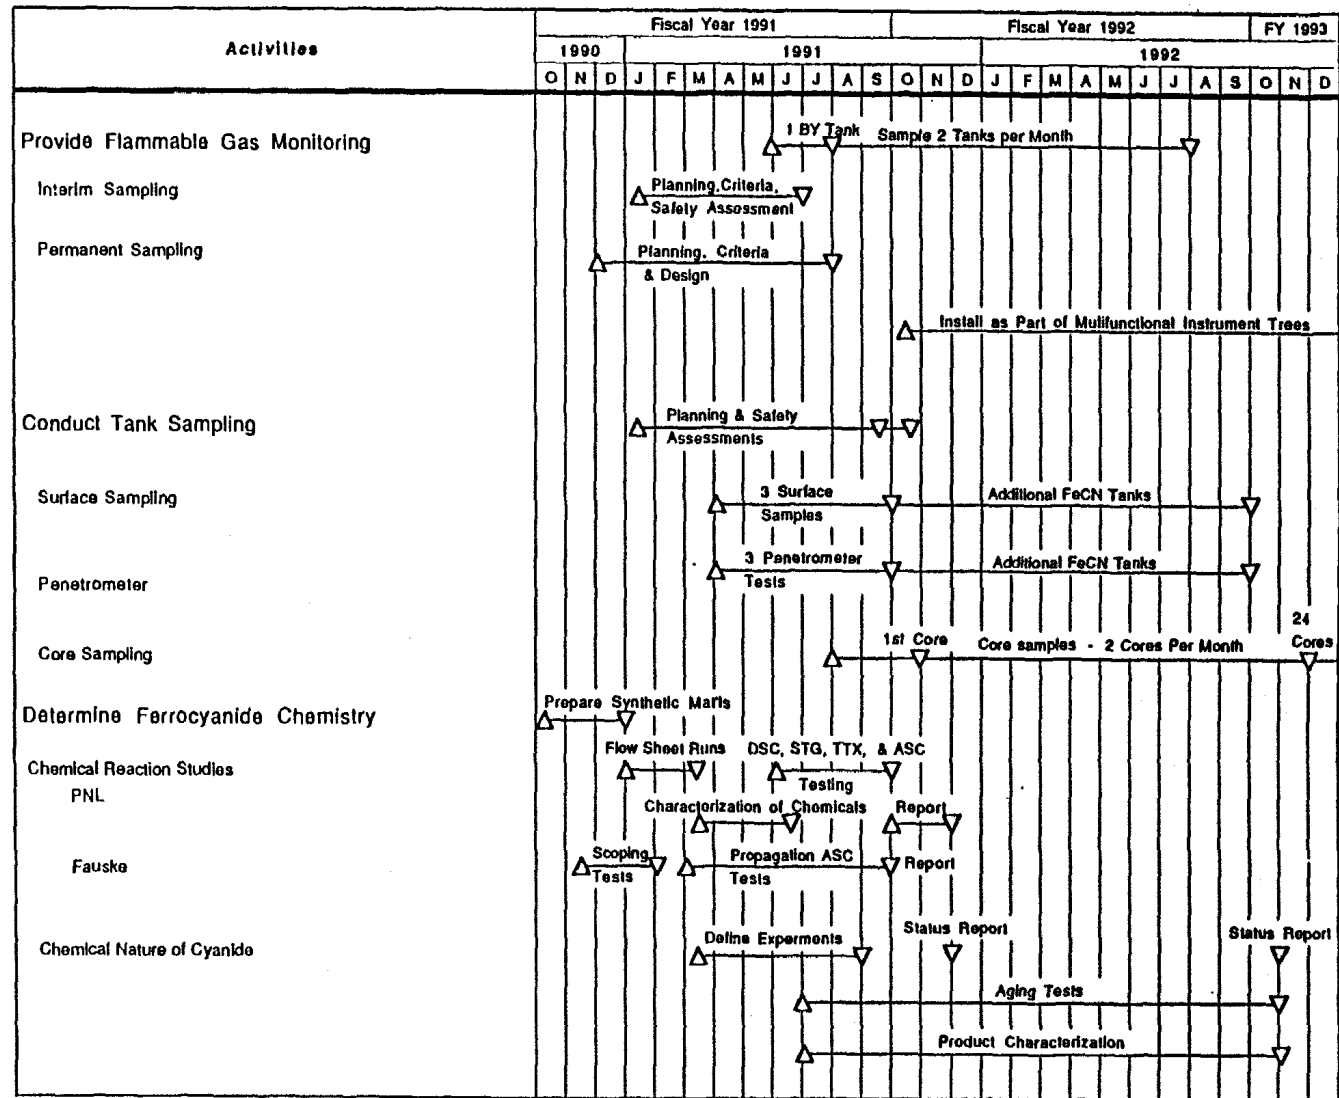 Activities
Fiscal Year 1991
Fiscal Year 1992
FY 1993
1990
1991
1992
O N D J F M A M J J A S O N D J F M A M J J A S O N D
Provide Flammable Gas Monitoring
1 BY Tank
Sample 2 Tanks per Month
Interim Sampling
Planning, Criteria,
Safety Assessment
Permanent Sampling
Planning, Criteria
& Design
Install as Part of Mulifunctional Instrument Trees
Conduct Tank Sampling
Planning & Safety
Assessments
Surface Sampling
3 Surface
Samples
Additional FeCN Tanks
Penetrometer
3 Penetrometer
Tests
Additional FeCN Tanks
Core Sampling
1st Core
Core samples - 2 Cores Per Month
24
Cores
Determine Ferrocyanide Chemistry
Prepare Synthetic Mat'ls
Chemical Reaction Studies
PNL
Flow Sheet Runs
DSC, STG, TTX, & ASC
Testing
Characterization of Chemicals
Report
Fauske
Scoping
Tests
Propagation ASC
Tests
Report
Chemical Nature of Cyanide
Define Experments
Status Report
Status Report
Aging Tests
Product Characterization